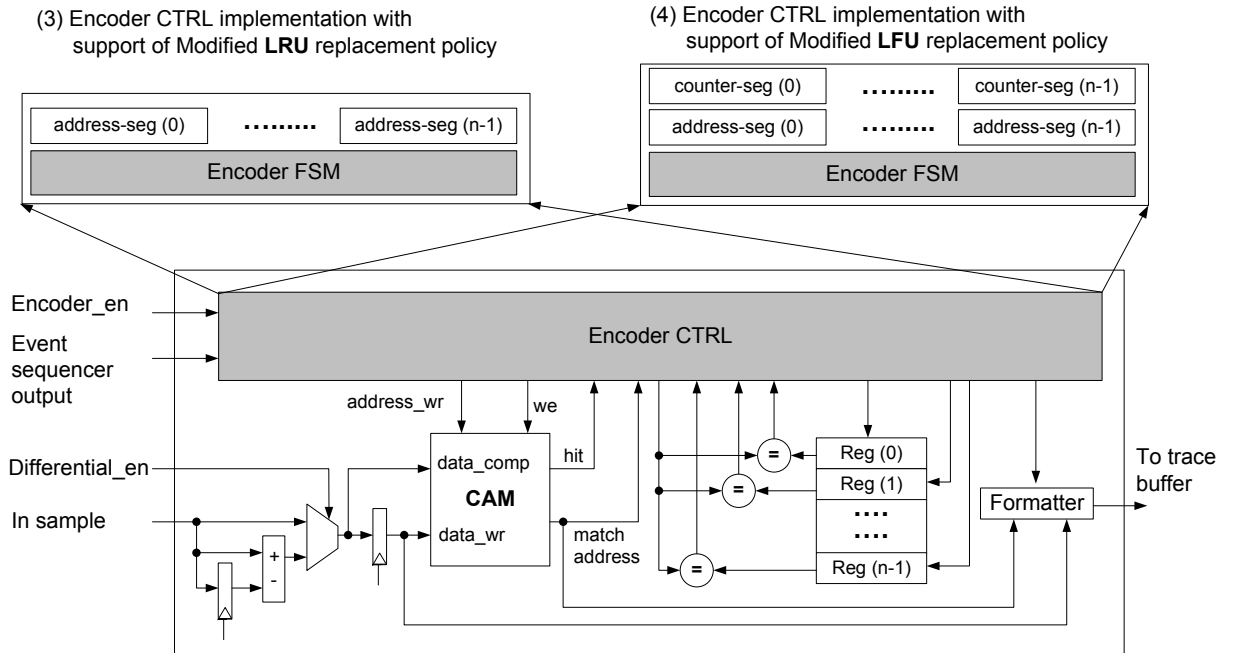 (3) Encoder CTRL implementation with
support of Modified LRU replacement policy
(4) Encoder CTRL implementation with
support of Modified LFU replacement policy
address-seg (0)
.........
address-seg (n-1)
Encoder FSM
counter-seg (0)
.........
counter-seg (n-1)
address-seg (0)
.........
address-seg (n-1)
Encoder FSM
Encoder_en
Event
sequencer
output
Encoder CTRL
address_wr
we
hit
Differential_en
In sample
+
-
data_comp
CAM
data_wr
match
address
=
=
=
Reg (0)
Reg (1)
....
....
Reg (n-1)
Formatter
To trace
buffer